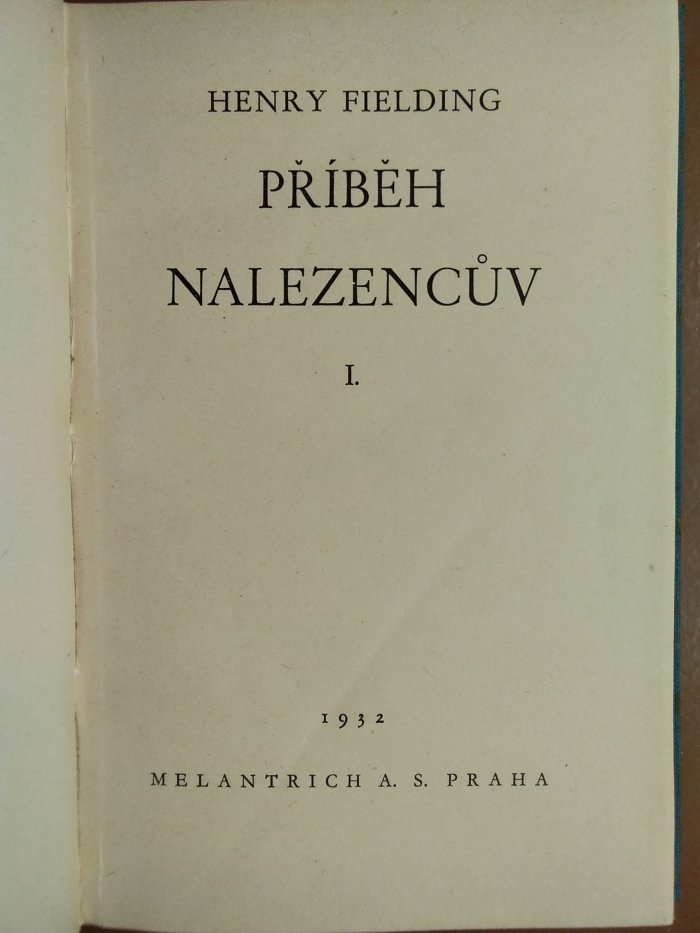 HENRY FIELDING
PŘÍBĚH
NALEZENCŮV
I.
1932
MELANTRICH A. S. PRAHA